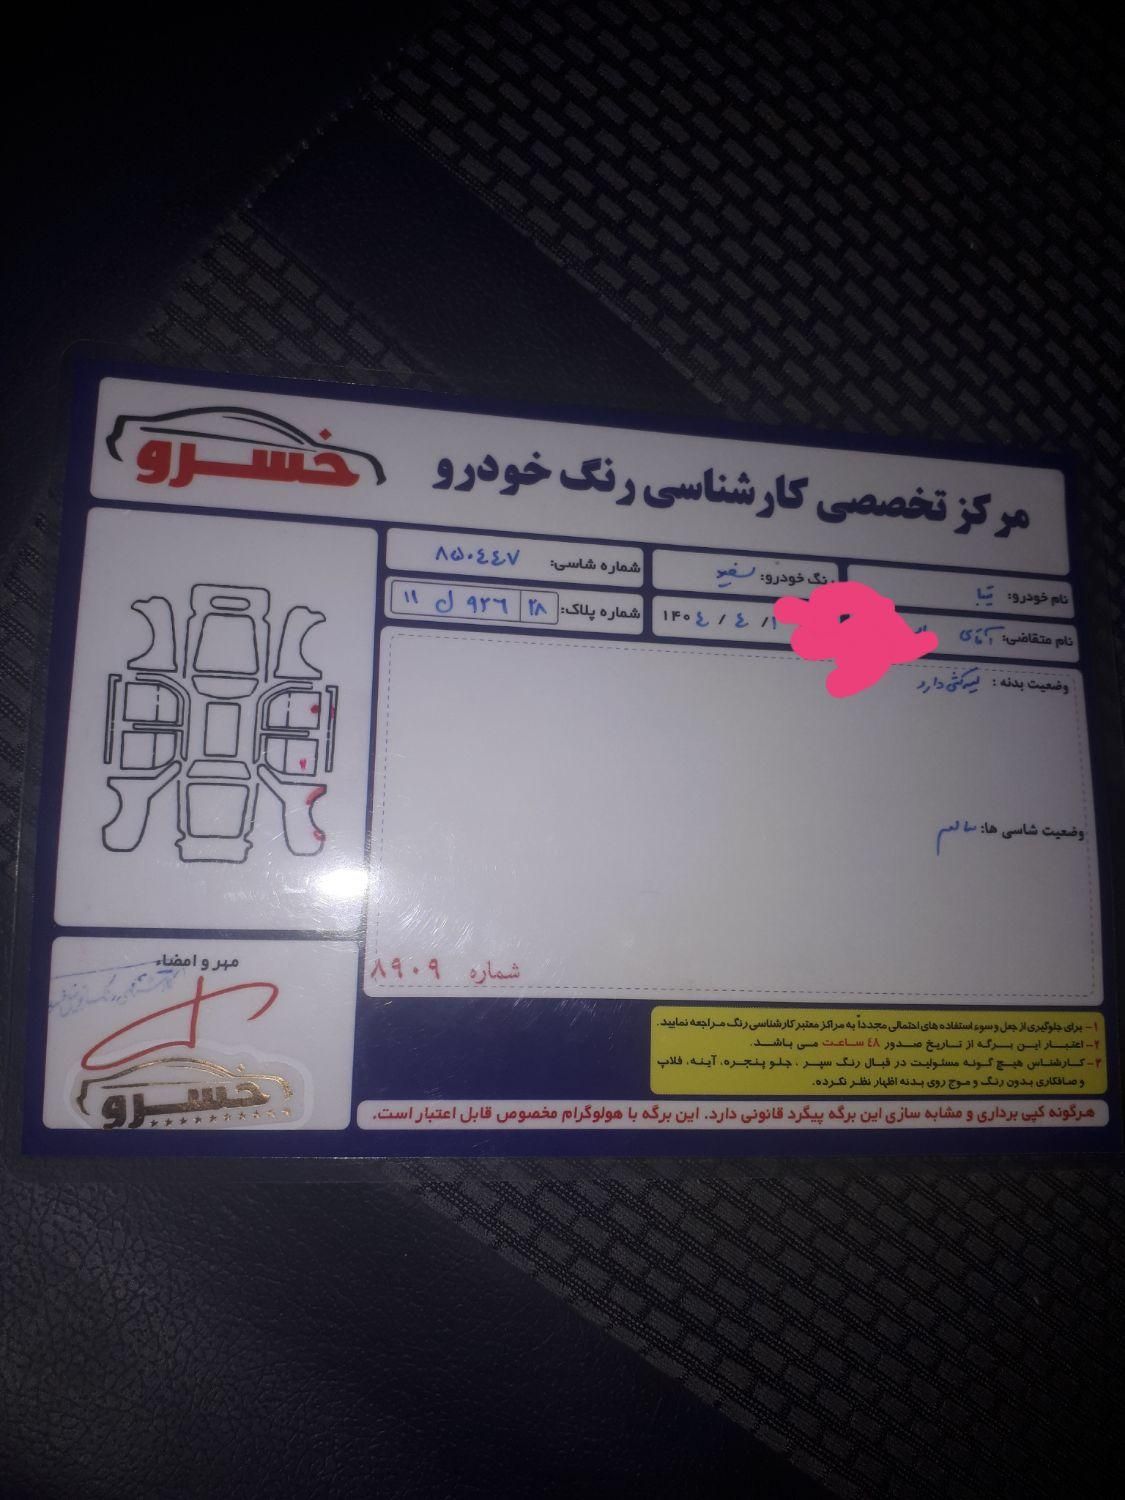 خسرو
مرکز تخصصی کارشناسی رنگ خودرو
نام خودرو: تیبا
رنگ خودرو: سفید
شماره شاسی: ۸۵۰۴۴۷
نام متقاضی: آقای
۱۴۰۴ / ۴ /
شماره پلاک: ۲۸ ۹۲۶ ل ۱۱
وضعیت بدنه : لیسه‌گیری دارد
وضعیت شاسی ها: سالم
شماره ۸۹۰۹
مهر و امضاء
خسرو
۱- برای جلوگیری از جعل و سوء استفاده های احتمالی مجدداً به مراکز معتبر کارشناسی رنگ مراجعه نمایید.
۲- اعتبار این برگه از تاریخ صدور ۴۸ ساعت می باشد.
۳- کارشناس هیچ گونه مسئولیت در قبال رنگ سپر ، جلو پنجره، آینه، فلاپ
و صافکاری بدون رنگ و موج روی بدنه اظهار نظر نکرده.
هرگونه کپی برداری و مشابه سازی این برگه پیگرد قانونی دارد. این برگه با هولوگرام مخصوص قابل اعتبار است.